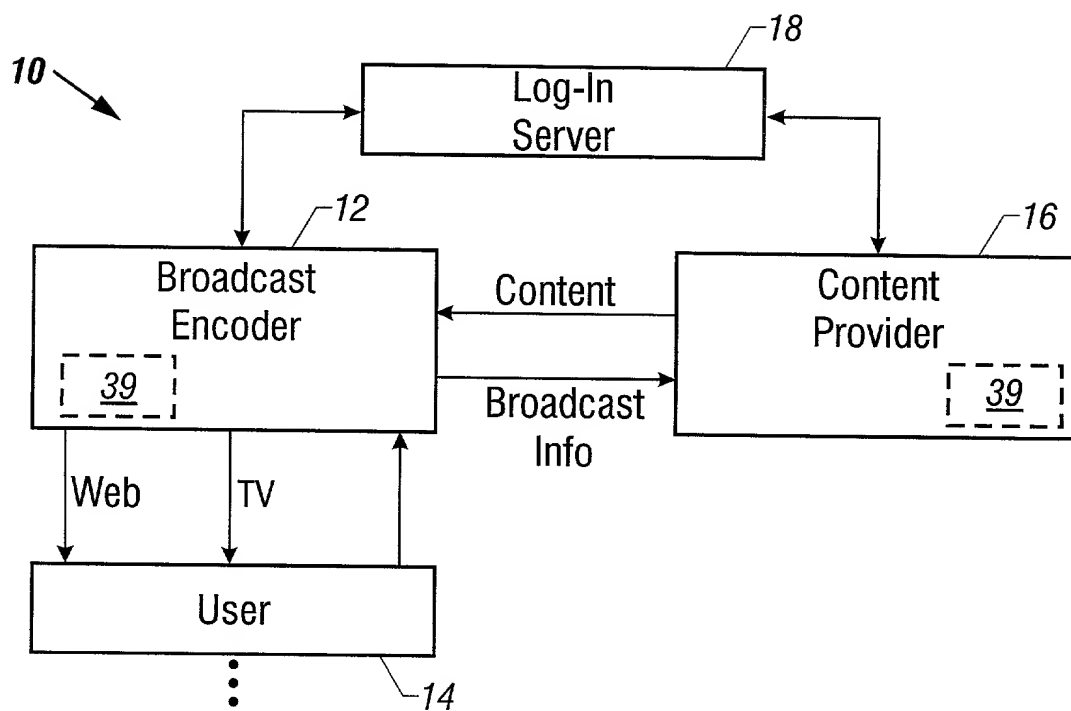 10
18
Log-In
Server
12
Broadcast
Encoder
39
16
Content
Provider
39
Content
Broadcast
Info
Web
TV
User
14